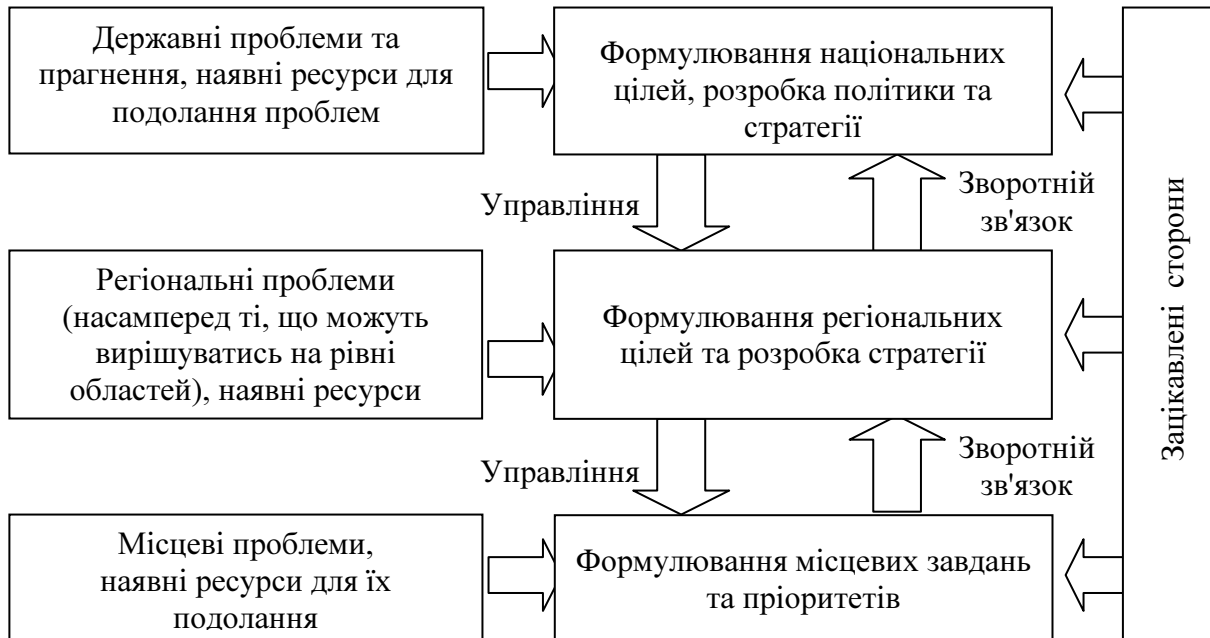 Державні проблеми та
прагнення, наявні ресурси для
подолання проблем
Формулювання національних
цілей, розробка політики та
стратегії
Управління
Зворотній
зв'язок
Регіональні проблеми
(насамперед ті, що можуть
вирішуватись на рівні
областей), наявні ресурси
Формулювання регіональних
цілей та розробка стратегії
Управління
Зворотній
зв'язок
Місцеві проблеми,
наявні ресурси для їх
подолання
Формулювання місцевих завдань
та пріоритетів
Зацікавлені сторони